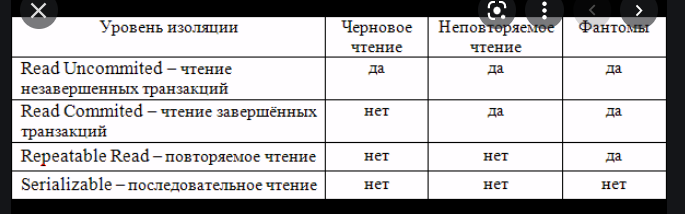 Уровень изоляции Черновое Неповторяемое Фантомы
чтение чтение
Read Uncommited – чтение да да да
незавершенных транзакций
Read Commited – чтение завершённых нет да да
транзакций
Repeatable Read – повторяемое чтение нет нет да
Serializable – последовательное чтение нет нет нет